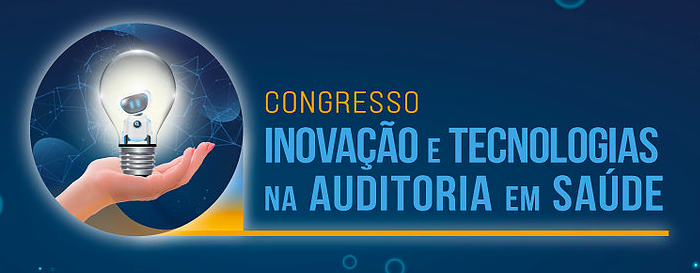 CONGRESSO
INOVAÇÃO E TECNOLOGIAS
NA AUDITORIA EM SAÚDE